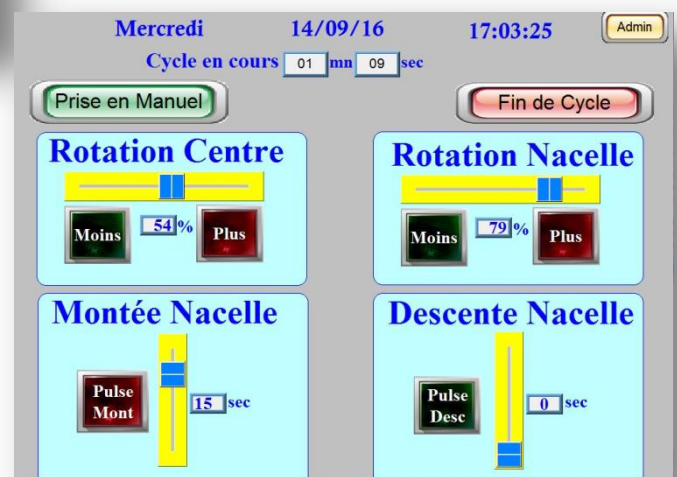 Mercredi 14/09/16 17:03:25 Admin
Cycle en cours 01 mn 09 sec
Prise en Manuel Fin de Cycle
Rotation Centre
Moins 54 % Plus
Rotation Nacelle
Moins 79 % Plus
Montée Nacelle
Pulse
Mont
15 sec
Descente Nacelle
Pulse
Desc
0 sec